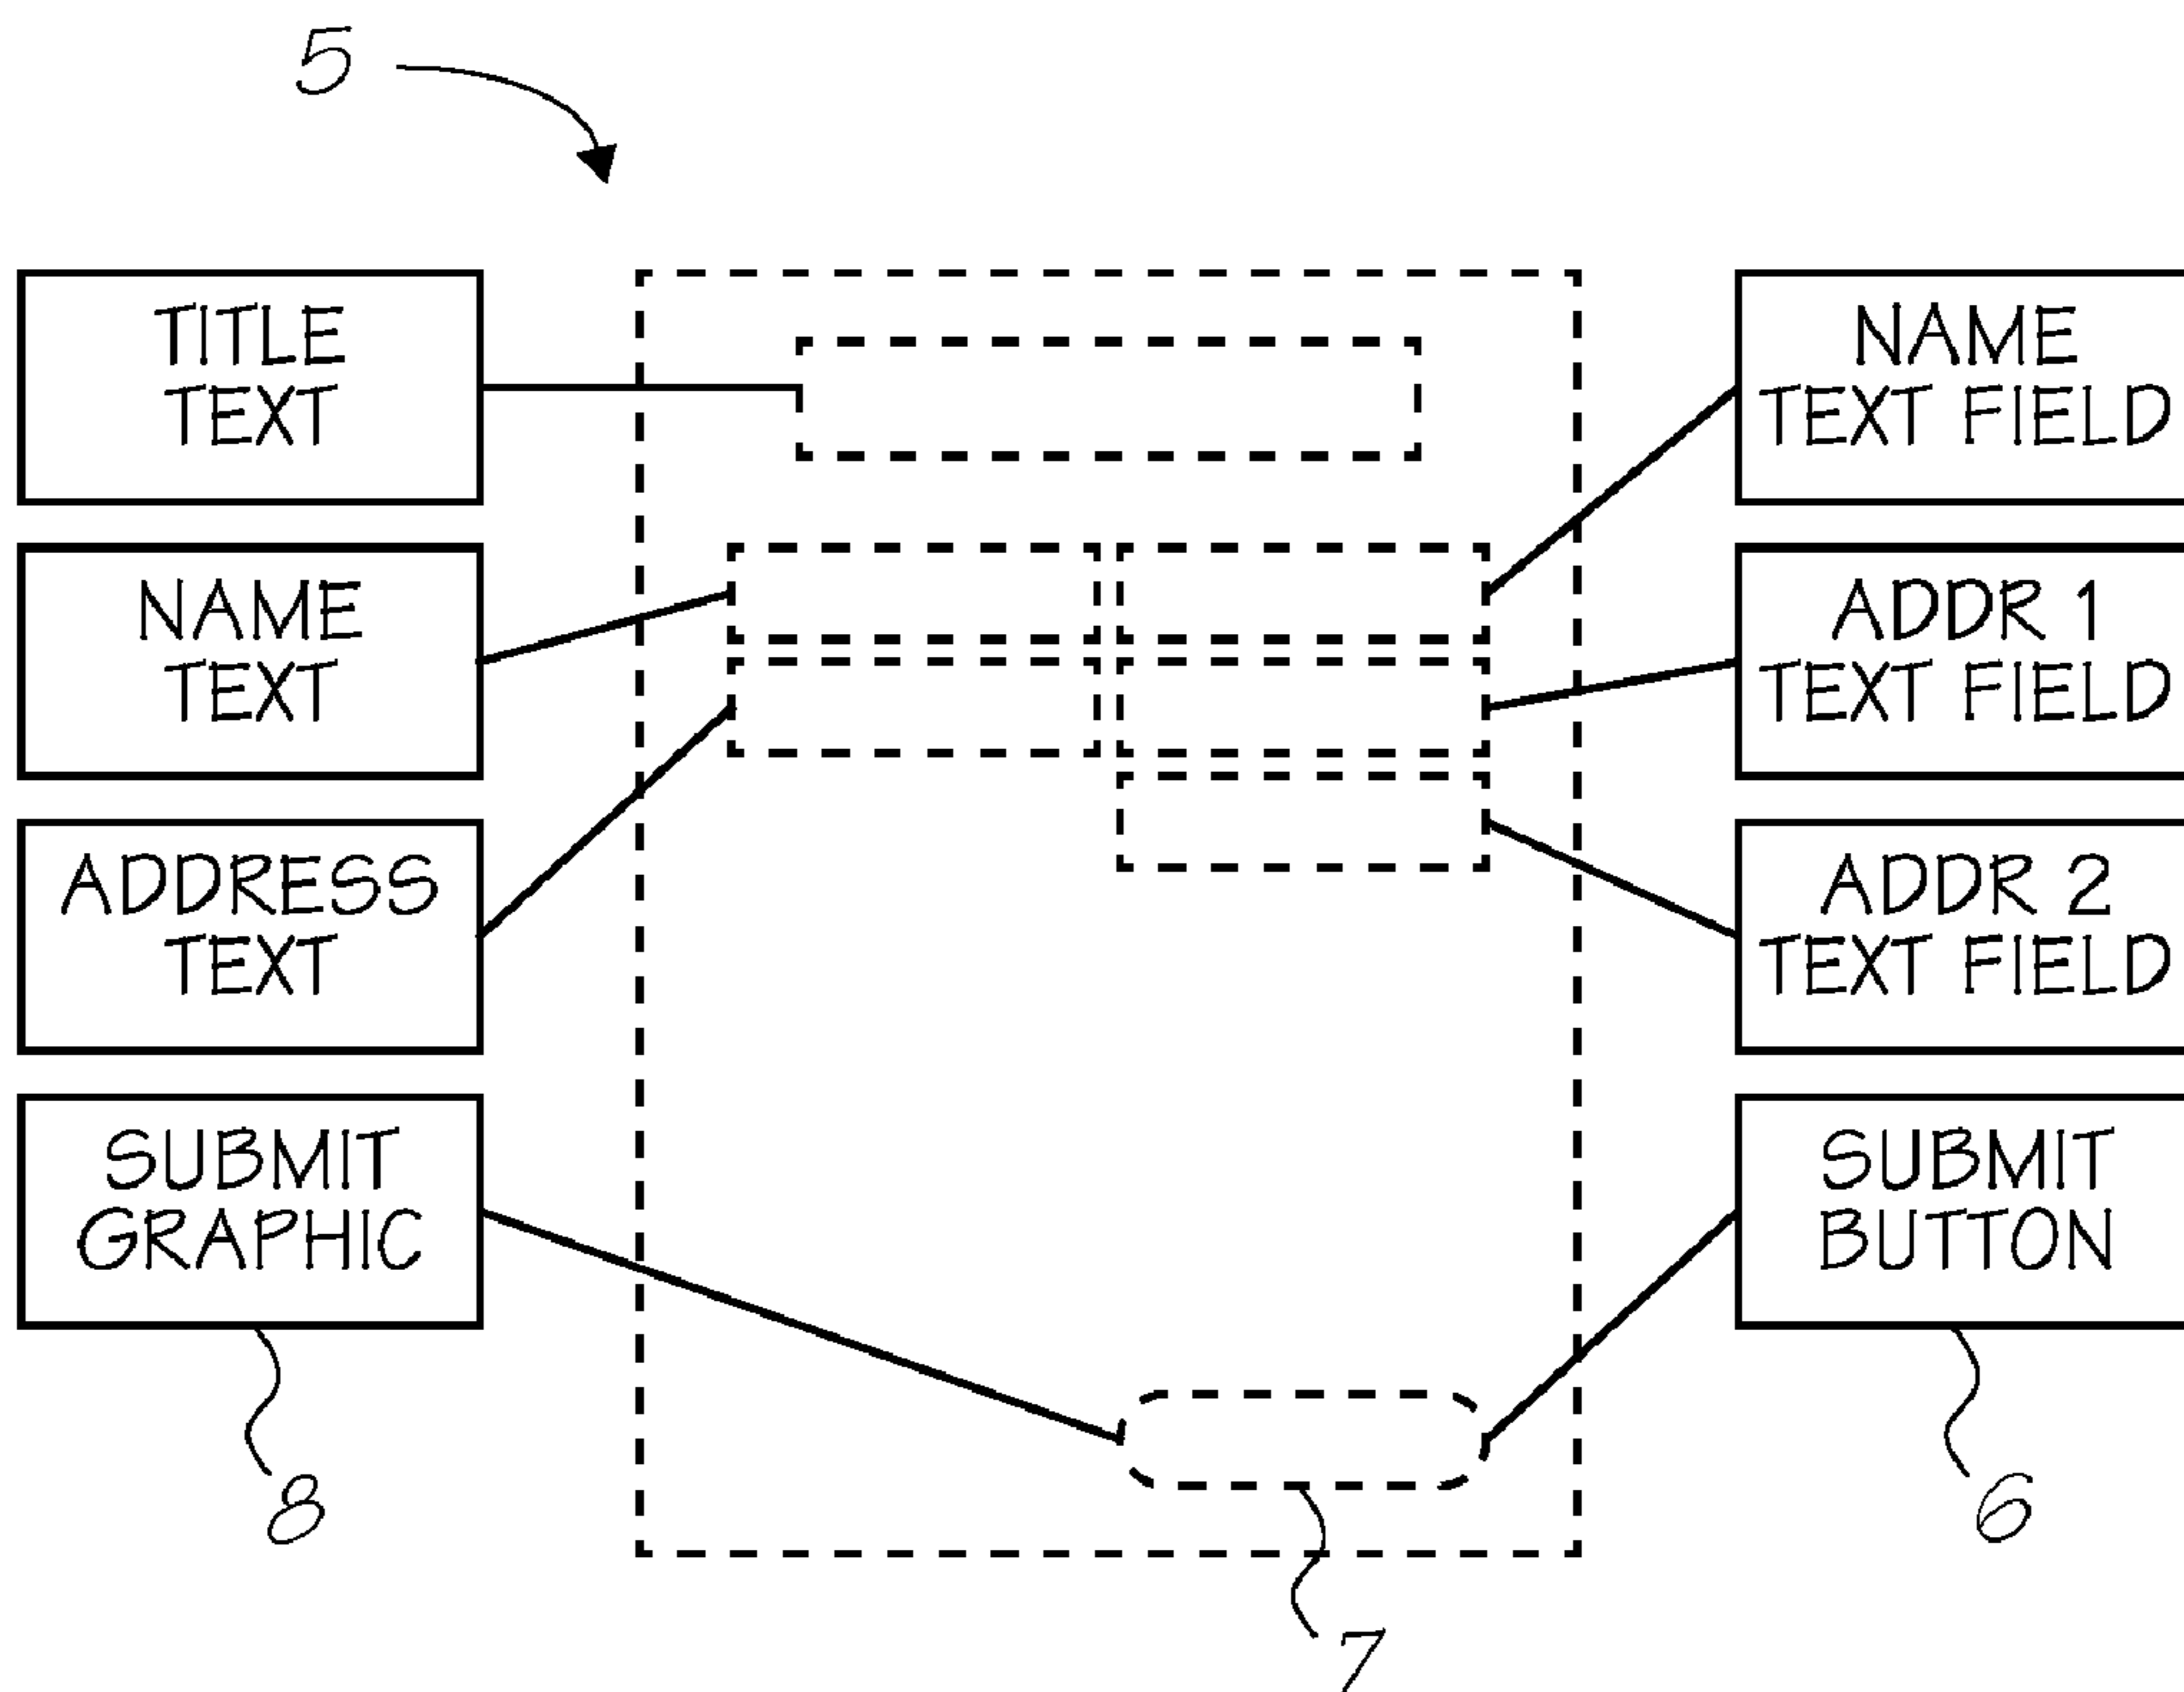 5
TITLE
TEXT
NAME
TEXT
ADDRESS
TEXT
SUBMIT
GRAPHIC
8
NAME
TEXT FIELD
ADDR 1
TEXT FIELD
ADDR 2
TEXT FIELD
SUBMIT
BUTTON
6
7